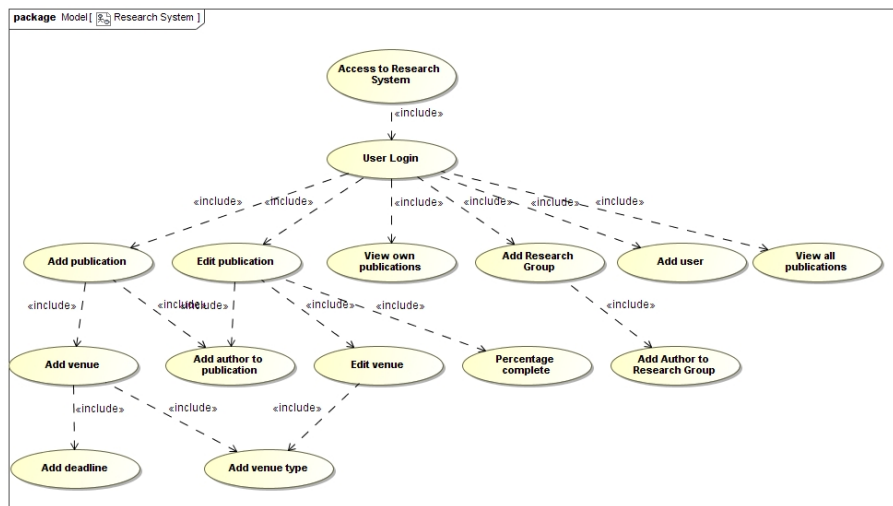 package Model [ Research System ]
Access to Research
System
«include»
User Login
«include»
«include»
«include»
«include»
«include»
«include»
Add publication
Edit publication
View own
publications
Add Research
Group
Add user
View all
publications
«include»
«include»
«include»
«include»
«include»
«include»
Add venue
Add author to
publication
Edit venue
Percentage
complete
Add Author to
Research Group
«include»
«include»
«include»
Add deadline
Add venue type